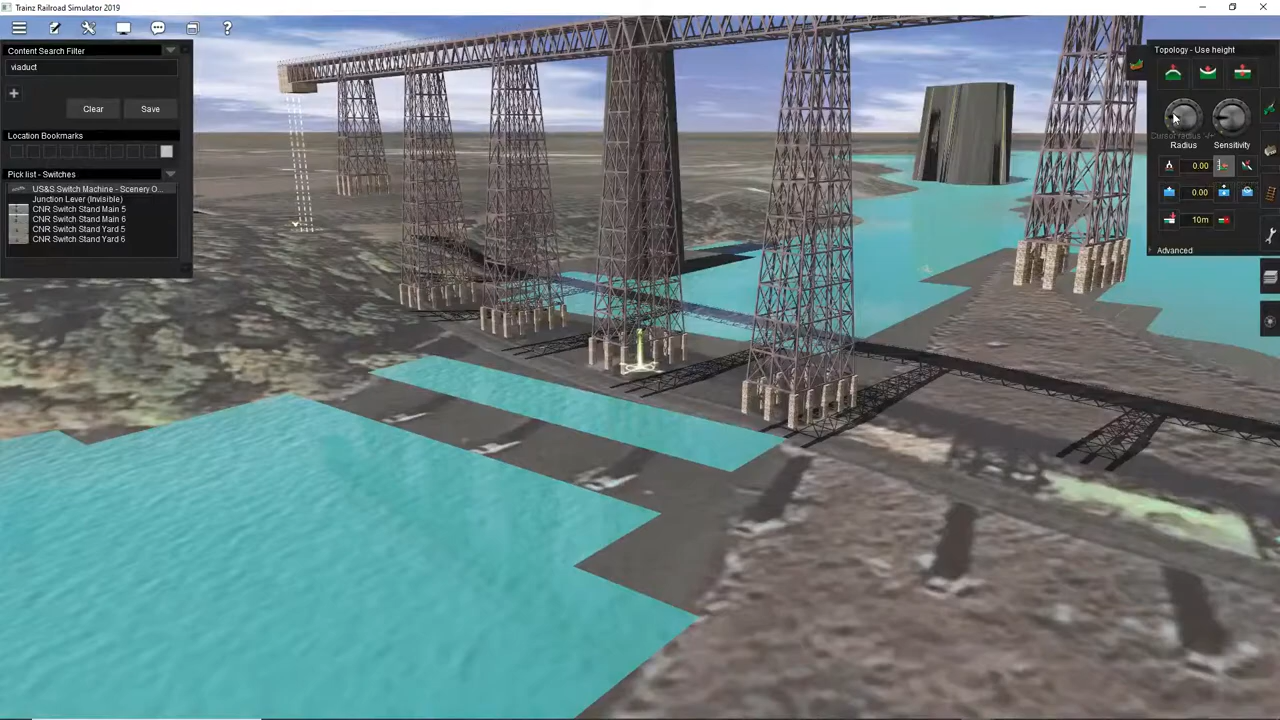 Trainz Railroad Simulator 2019
Content Search Filter
viaduct
Clear
Save
Location Bookmarks
Pick list - Switches
US&S Switch Machine - Scenery O...
Junction Lever (Invisible)
CNR Switch Stand Main 5
CNR Switch Stand Main 6
CNR Switch Stand Yard 5
CNR Switch Stand Yard 6
Topology - Use height
Cursor radius -/+
Radius
Sensitivity
0.00
0.00
10m
Advanced